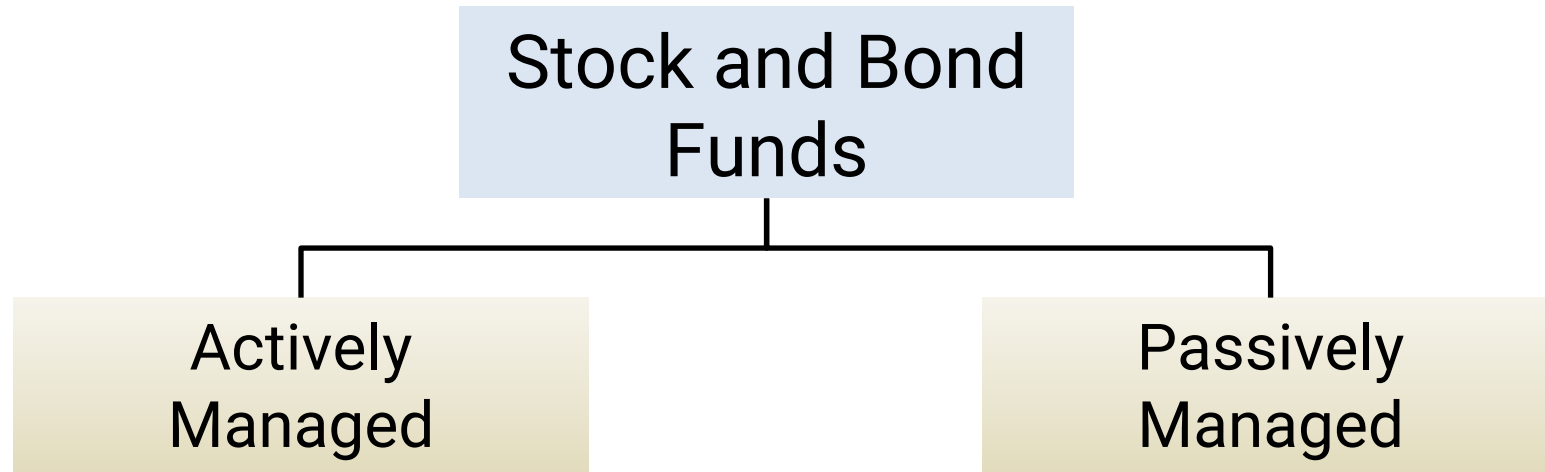 Stock and Bond
Funds
Actively
Managed
Passively
Managed